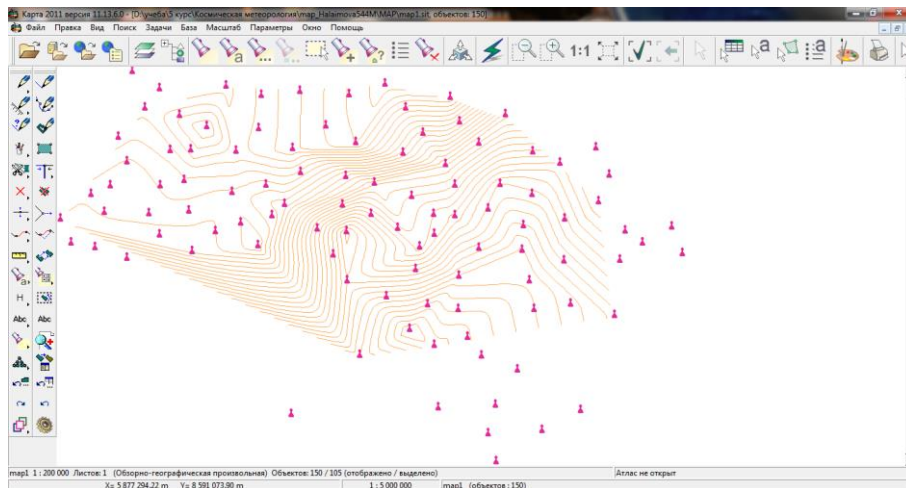 Карта 2011 версия 11.13.6.0 - [D:\учеба\5 курс\Космическая метеорология\map_Halaimova544M\MAP\map1.sit, объектов: 150]
Файл Правка Вид Поиск Задачи База Масштаб Параметры Окно Помощь
1:1
Abc Abc
map1 1 : 200 000 Листов: 1 (Обзорно-географическая произвольная) Объектов: 150 / 105 (отображено / выделено) Атлас не открыт
X= 5 877 294.22 m Y= 8 591 073.90 m 1 : 5 000 000 map1 (объектов : 150)